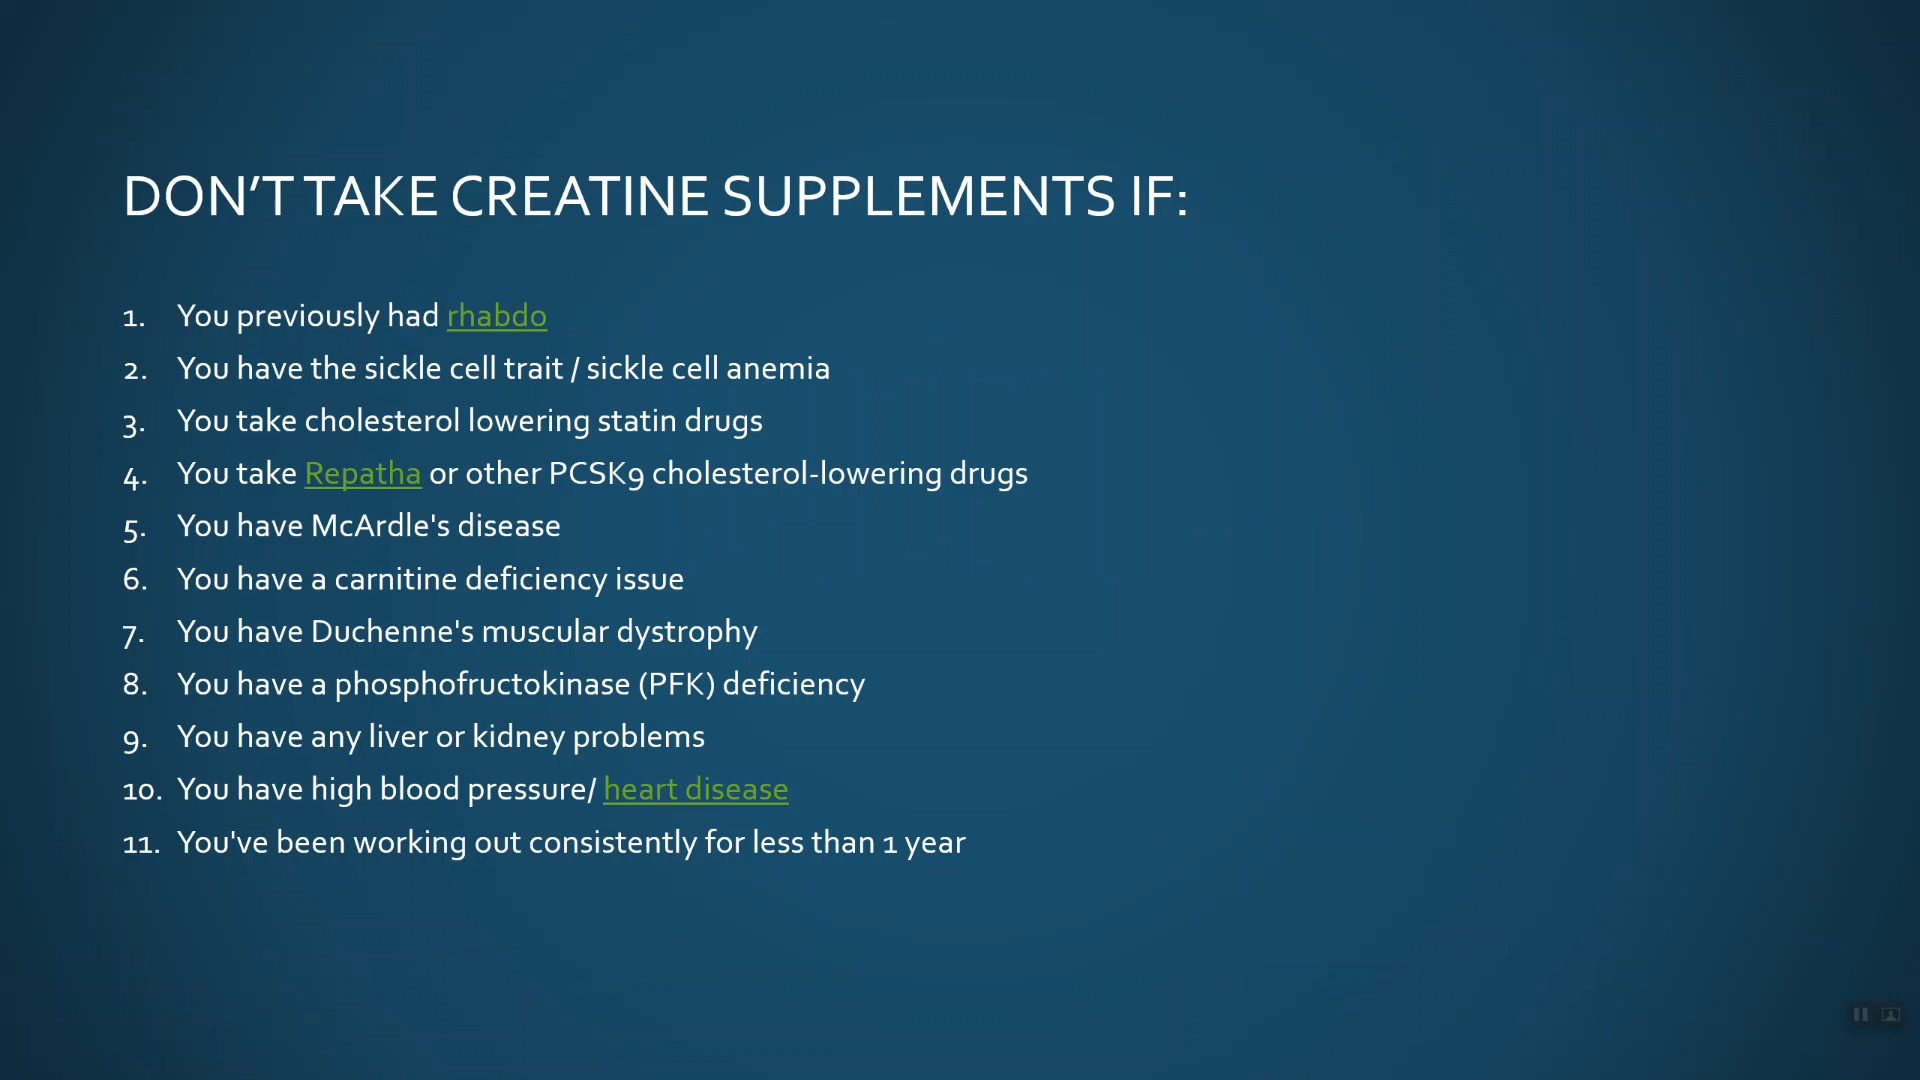 DON’T TAKE CREATINE SUPPLEMENTS IF:
1. You previously had rhabdo
2. You have the sickle cell trait / sickle cell anemia
3. You take cholesterol lowering statin drugs
4. You take Repatha or other PCSK9 cholesterol-lowering drugs
5. You have McArdle's disease
6. You have a carnitine deficiency issue
7. You have Duchenne's muscular dystrophy
8. You have a phosphofructokinase (PFK) deficiency
9. You have any liver or kidney problems
10. You have high blood pressure/ heart disease
11. You've been working out consistently for less than 1 year